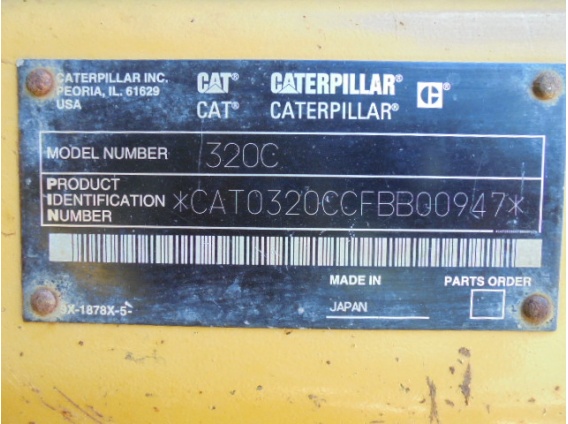 CATERPILLAR INC. CAT® CATERPILLAR® C
PEORIA, IL. 61629
USA CAT® CATERPILLAR®
MODEL NUMBER 320C
PRODUCT
IDENTIFICATION *CAT0320CCFBB00947*
NUMBER
MADE IN PARTS ORDER
JAPAN
9X-1878X-5-